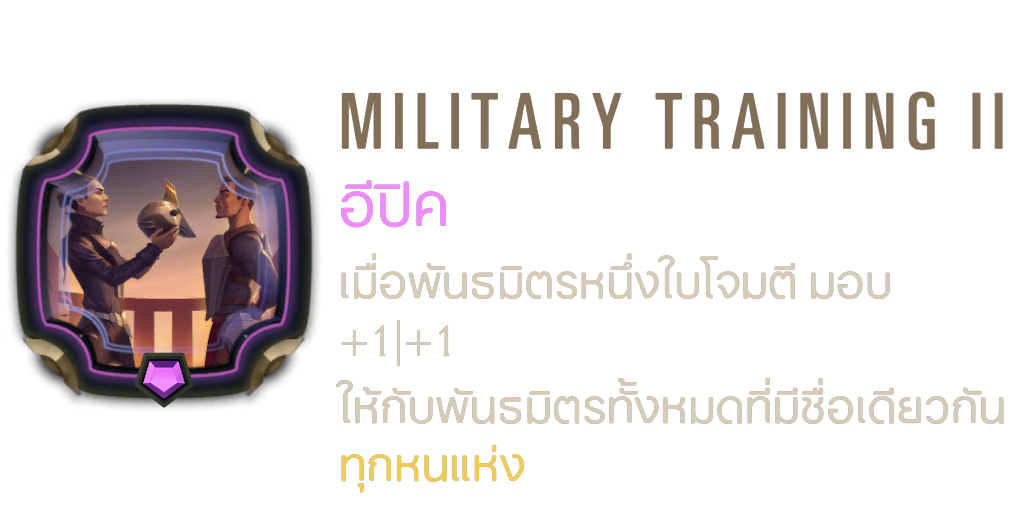 MILITARY TRAINING II
อีปิค
เมื่อพันธมิตรหนึ่งใบโจมตี มอบ
+1|+1
ให้กับพันธมิตรทั้งหมดที่มีชื่อเดียวกัน
ทุกหนแห่ง